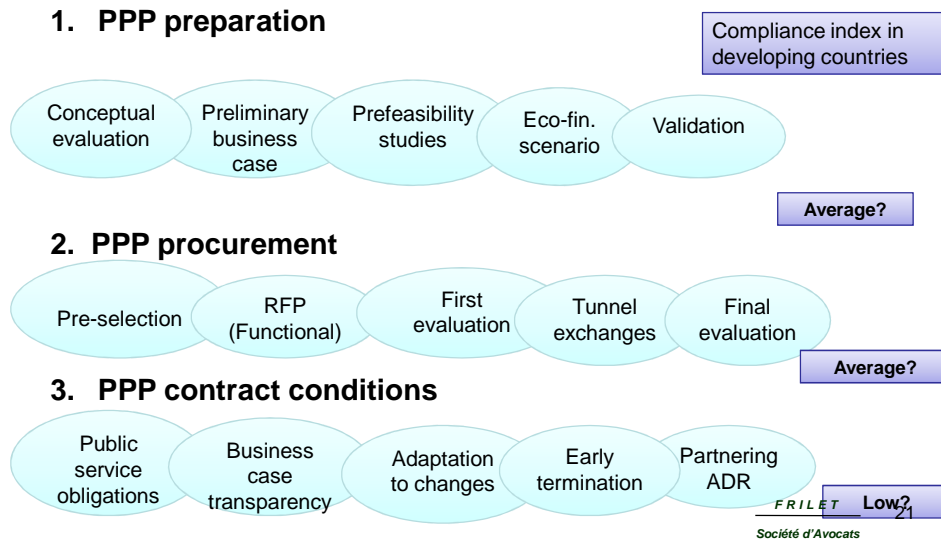 1. PPP preparation
Compliance index in
developing countries
Conceptual
evaluation
Preliminary
business
case
Prefeasibility
studies
Eco-fin.
scenario
Validation
Average?
2. PPP procurement
Pre-selection
RFP
(Functional)
First
evaluation
Tunnel
exchanges
Final
evaluation
Average?
3. PPP contract conditions
Public
service
obligations
Business
case
transparency
Adaptation
to changes
Early
termination
Partnering
ADR
Low?
21
FRILET
Société d'Avocats